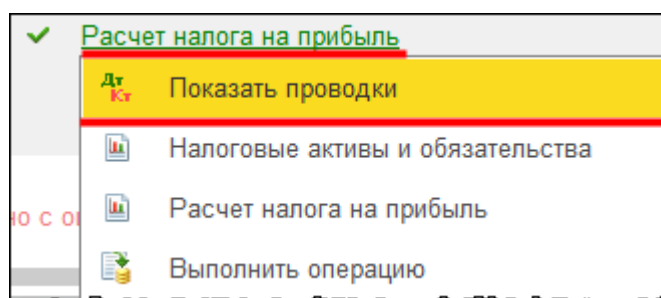 Расчет налога на прибыль
Дт
Кт
Показать проводки
Налоговые активы и обязательства
Расчет налога на прибыль
Выполнить операцию